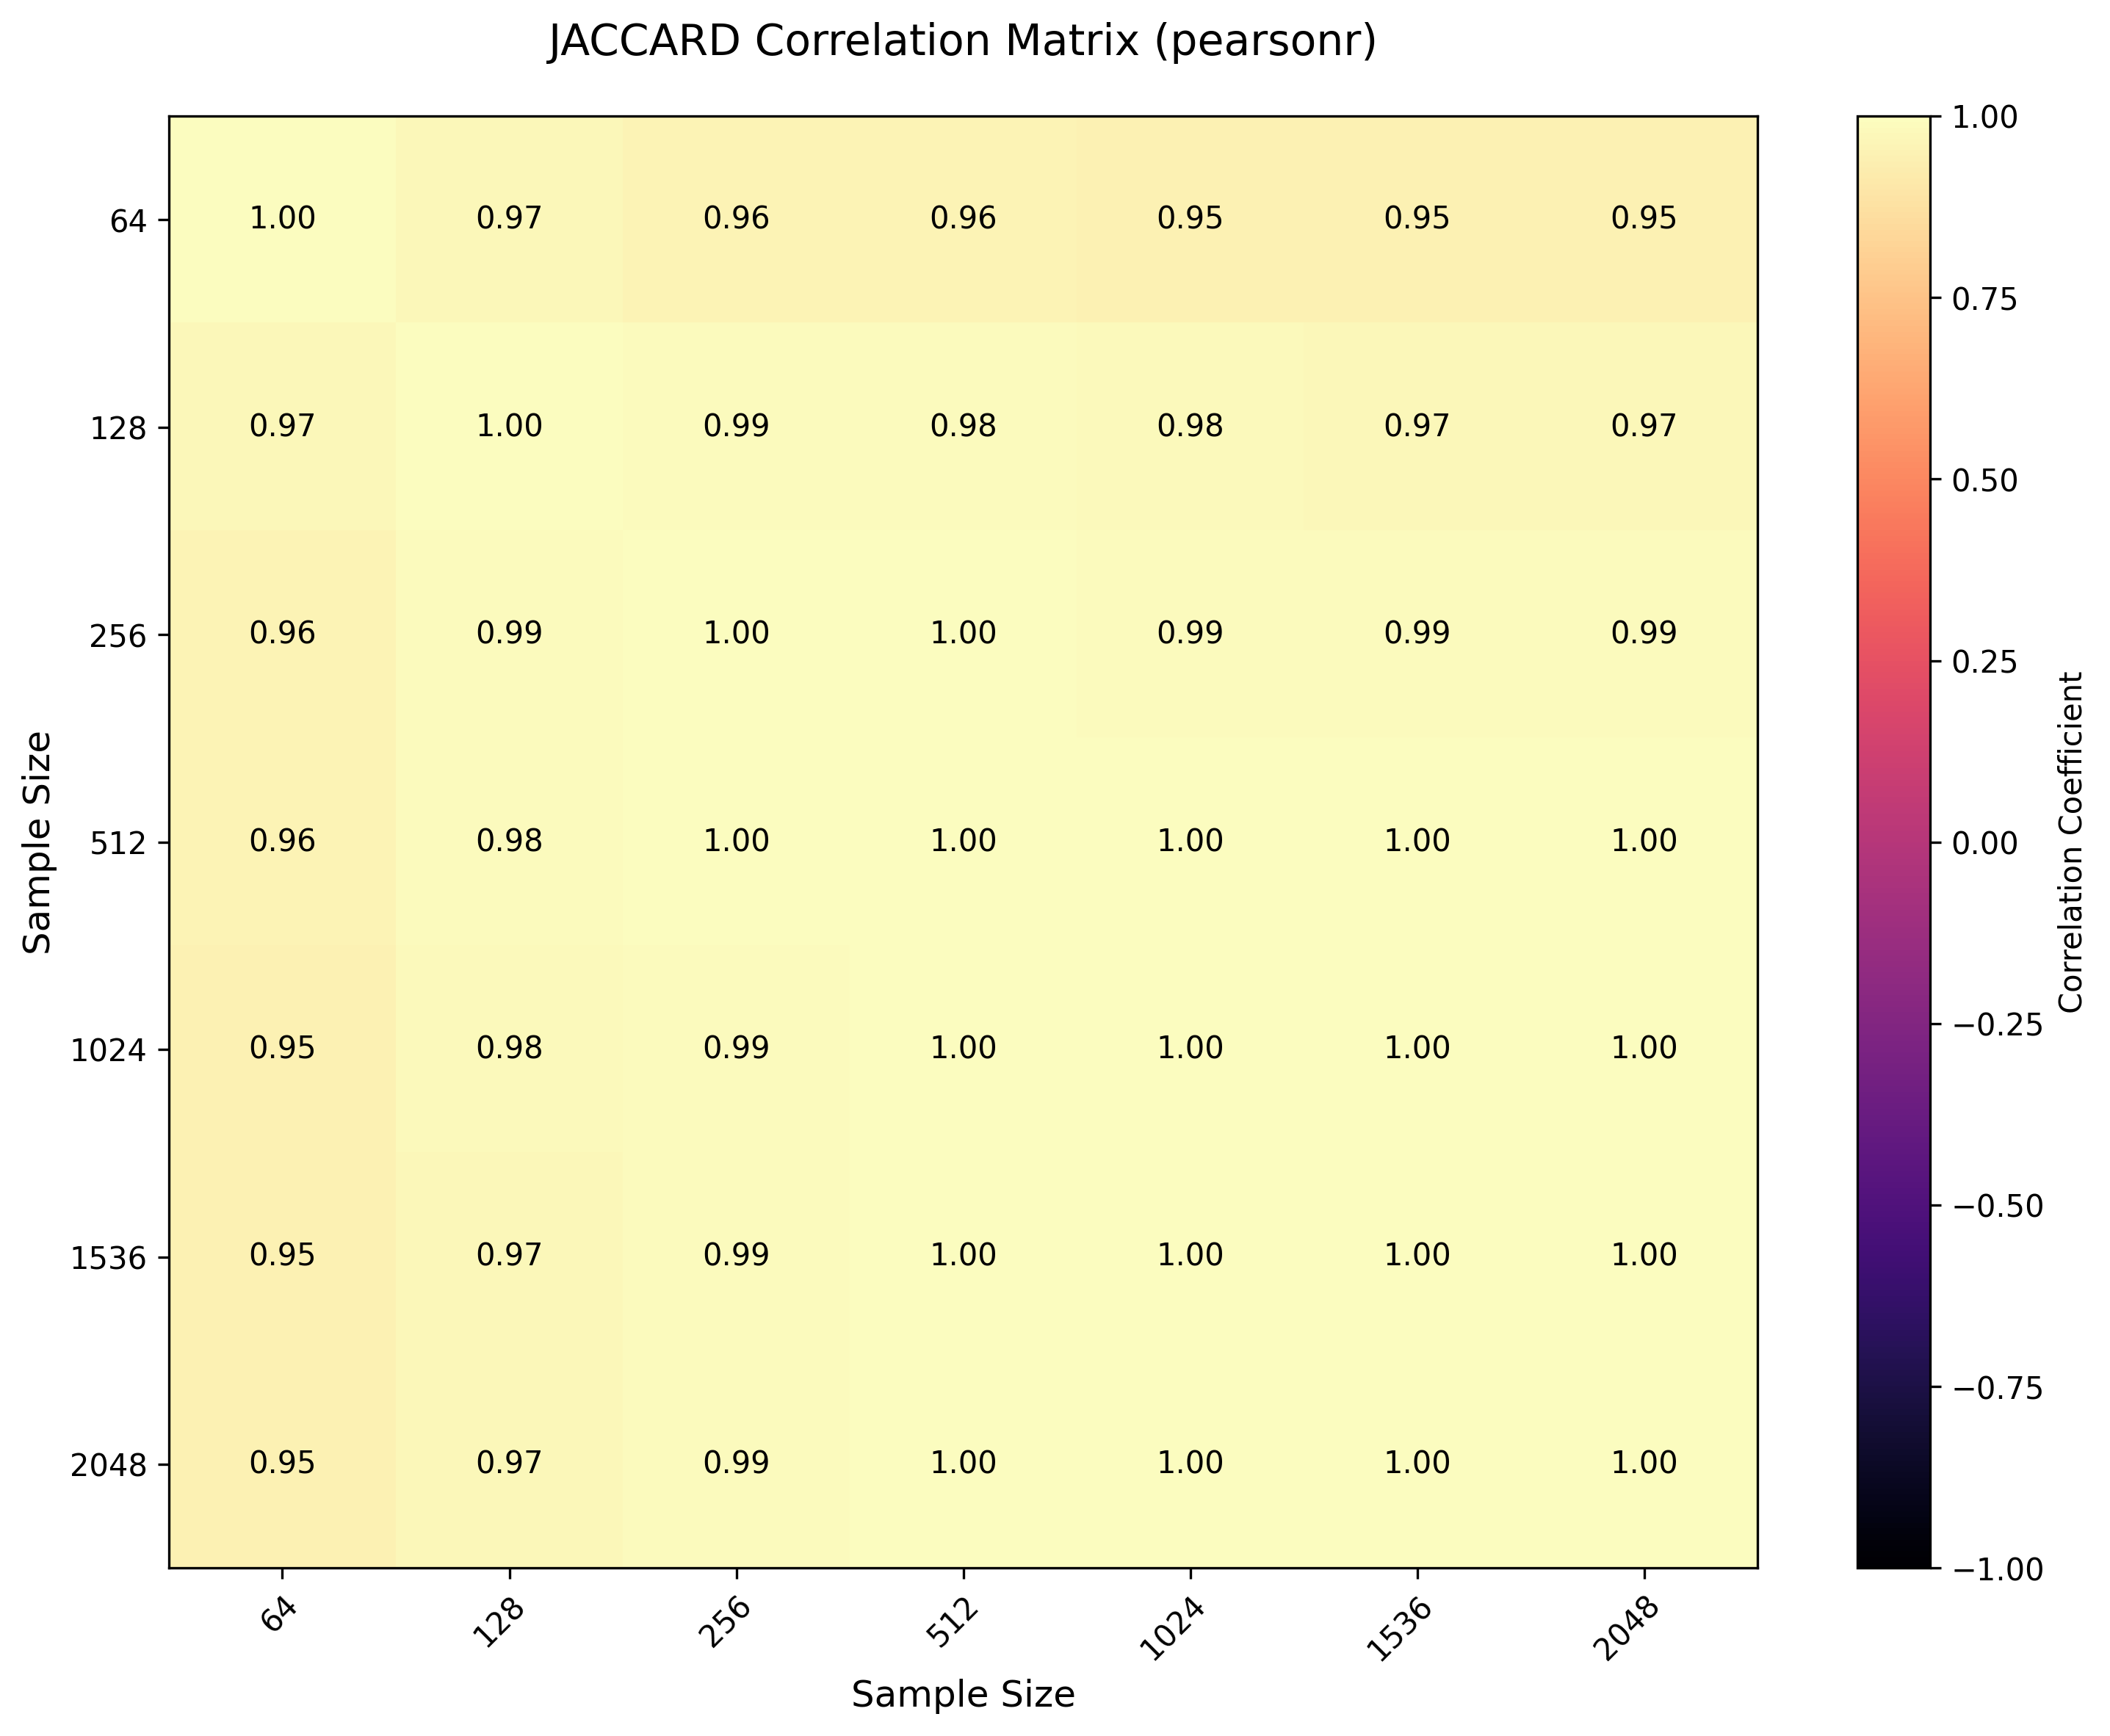 JACCARD Correlation Matrix (pearsonr)
64 1.00 0.97 0.96 0.96 0.95 0.95 0.95
128 0.97 1.00 0.99 0.98 0.98 0.97 0.97
256 0.96 0.99 1.00 1.00 0.99 0.99 0.99
512 0.96 0.98 1.00 1.00 1.00 1.00 1.00
1024 0.95 0.98 0.99 1.00 1.00 1.00 1.00
1536 0.95 0.97 0.99 1.00 1.00 1.00 1.00
2048 0.95 0.97 0.99 1.00 1.00 1.00 1.00
64 128 256 512 1024 1536 2048
Sample Size
Sample Size
1.00
0.75
0.50
0.25
0.00
−0.25
−0.50
−0.75
−1.00
Correlation Coefficient